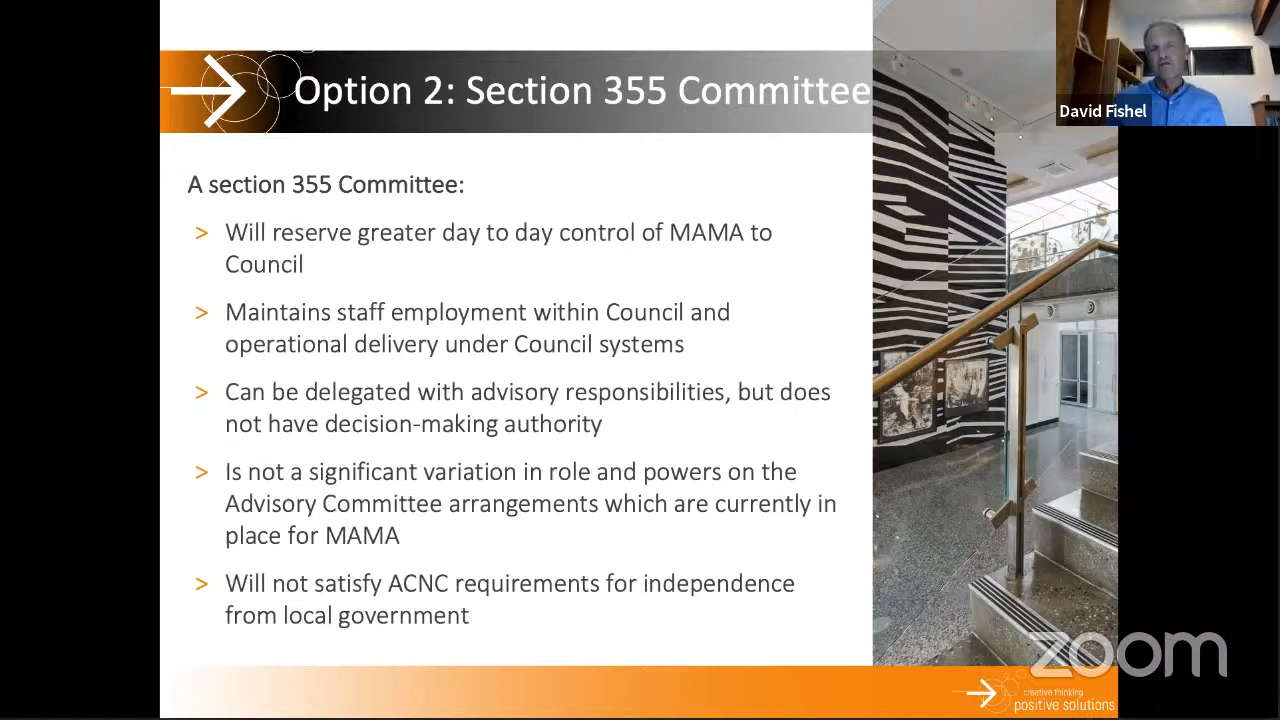 Option 2: Section 355 Committee
David Fishel
A section 355 Committee:
> Will reserve greater day to day control of MAMA to
Council
> Maintains staff employment within Council and
operational delivery under Council systems
> Can be delegated with advisory responsibilities, but does
not have decision-making authority
> Is not a significant variation in role and powers on the
Advisory Committee arrangements which are currently in
place for MAMA
> Will not satisfy ACNC requirements for independence
from local government
zoom
creative thinking
positive solutions